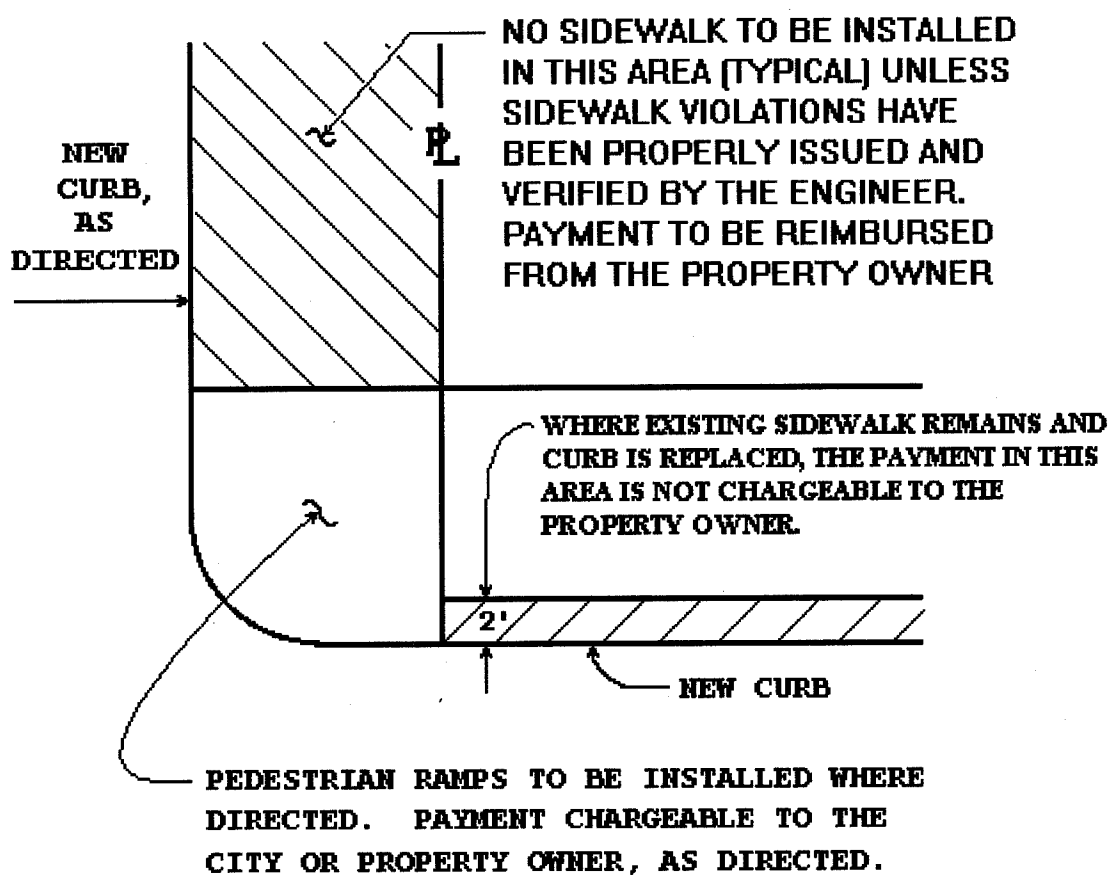 NO SIDEWALK TO BE INSTALLED
IN THIS AREA (TYPICAL) UNLESS
SIDEWALK VIOLATIONS HAVE
BEEN PROPERLY ISSUED AND
VERIFIED BY THE ENGINEER.
PAYMENT TO BE REIMBURSED
FROM THE PROPERTY OWNER
PL
NEW
CURB,
AS
DIRECTED
WHERE EXISTING SIDEWALK REMAINS AND
CURB IS REPLACED, THE PAYMENT IN THIS
AREA IS NOT CHARGEABLE TO THE
PROPERTY OWNER.
2'
NEW CURB
PEDESTRIAN RAMPS TO BE INSTALLED WHERE
DIRECTED. PAYMENT CHARGEABLE TO THE
CITY OR PROPERTY OWNER, AS DIRECTED.